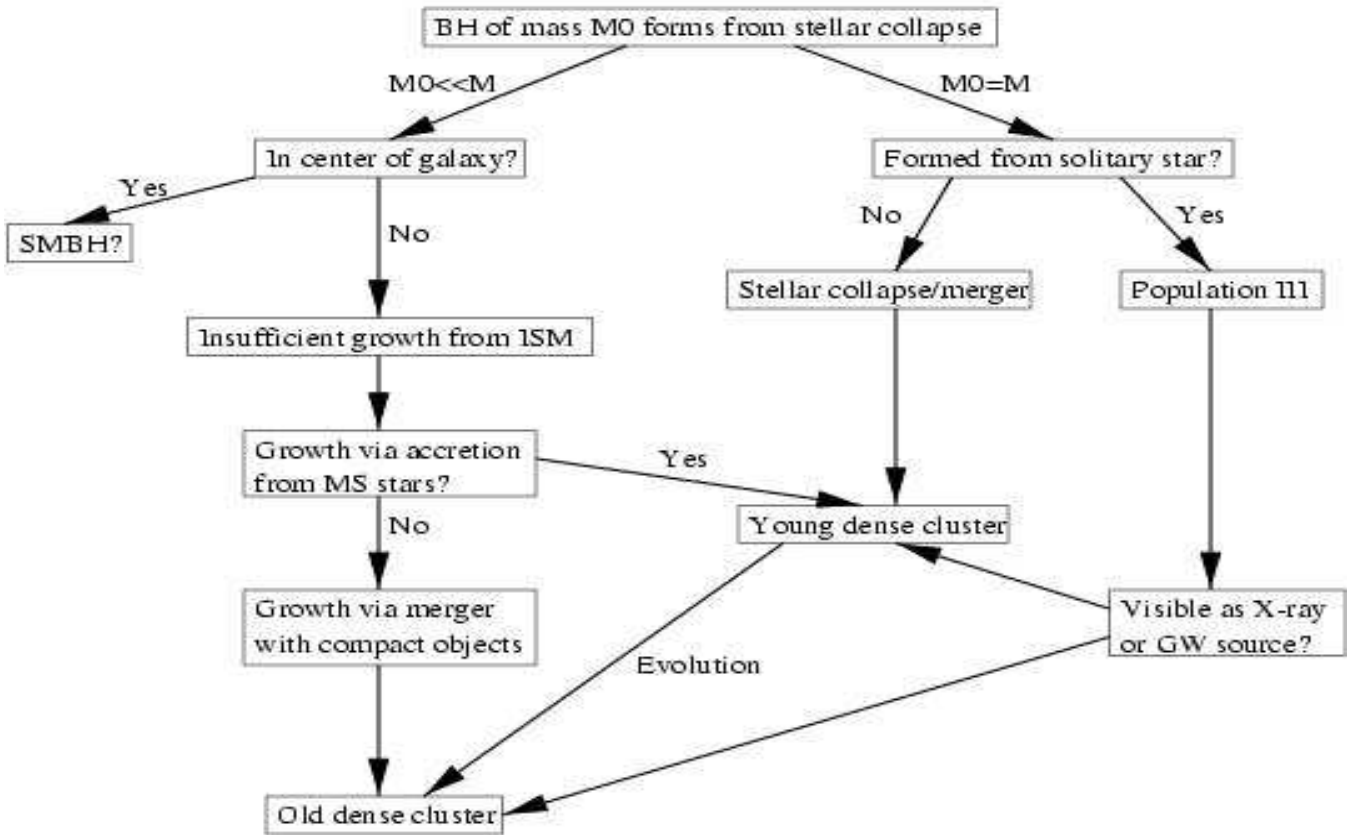 BH of mass M0 forms from stellar collapse
M0<<M
M0=M
In center of galaxy?
Formed from solitary star?
Yes
No
No
Yes
SMBH?
Stellar collapse/merger
Population III
Insufficient growth from ISM
Growth via accretion
from MS stars?
Yes
Young dense cluster
No
Growth via merger
with compact objects
Visible as X-ray
or GW source?
Evolution
Old dense cluster